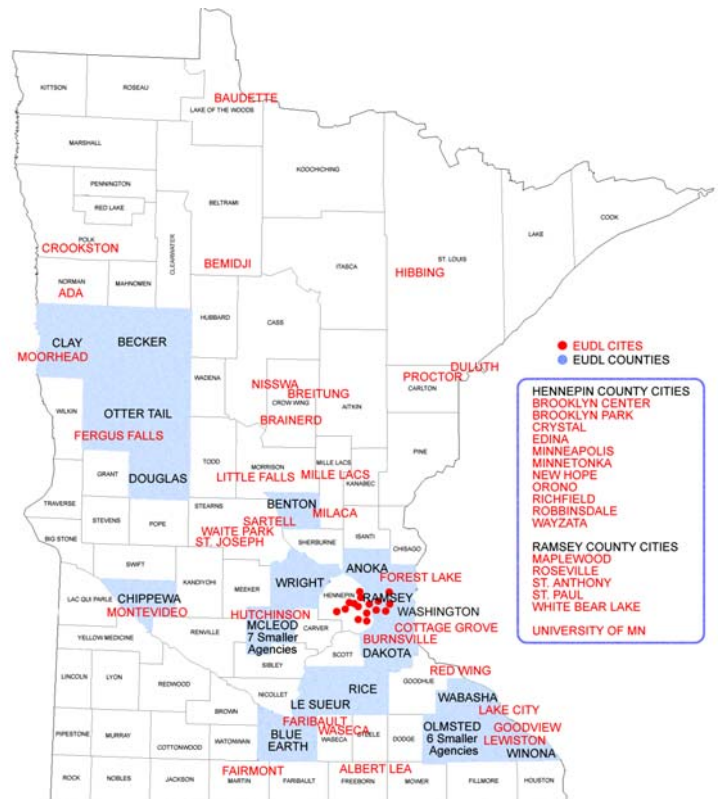 KITTSON
ROSEAU
BAUDETTE
LAKE OF THE WOODS
MARSHALL
KOOCHICHING
PENNINGTON
RED LAKE
BELTRAMI
COOK
LAKE
POLK
CROOKSTON
CLEARWATER
ITASCA
ST. LOUIS
BEMIDJI
HIBBING
NORMAN
MAHNOMEN
ADA
HUBBARD
CASS
CLAY
BECKER
MOORHEAD
EUDL CITES
EUDL COUNTIES
DULUTH
PROCTOR
CARLTON
WADENA
NISSWA
BREITUNG
CROW WING
AITKIN
WILKIN
OTTER TAIL
BRAINERD
FERGUS FALLS
PINE
TODD
MORRISON
MILLE LACS
GRANT
DOUGLAS
LITTLE FALLS
MILLE LACS
KANABEC
TRAVERSE
STEARNS
BENTON
MILACA
STEVENS
POPE
SARTELL
WAITE PARK
BIG STONE
ST. JOSEPH
SHERBURNE
ISANTI
CHISAGO
SWIFT
ANOKA
KANDIYOHI
MEEKER
WRIGHT
FOREST LAKE
LAC QUI PARLE
CHIPPEWA
HENNEPIN
RAMSEY
MONTEVIDEO
HUTCHINSON
WASHINGTON
MCLEOD
7 Smaller
Agencies
CARVER
COTTAGE GROVE
YELLOW MEDICINE
RENVILLE
BURNSVILLE
DAKOTA
SCOTT
SIBLEY
LINCOLN
LYON
REDWOOD
NICOLLET
RICE
GOODHUE
RED WING
LE SUEUR
WABASHA
BROWN
LAKE CITY
FARIBAULT
PIPESTONE
MURRAY
COTTONWOOD
WATONWAN
BLUE
EARTH
WASECA
WASECA
STEELE
DODGE
OLMSTED
6 Smaller
Agencies
GOODVIEW
LEWISTON
WINONA
ROCK
NOBLES
JACKSON
FAIRMONT
MARTIN
FARIBAULT
ALBERT LEA
FREEBORN
MOWER
FILLMORE
HOUSTON
HENNEPIN COUNTY CITIES
BROOKLYN CENTER
BROOKLYN PARK
CRYSTAL
EDINA
MINNEAPOLIS
MINNETONKA
NEW HOPE
ORONO
RICHFIELD
ROBBINSDALE
WAYZATA
RAMSEY COUNTY CITIES
MAPLEWOOD
ROSEVILLE
ST. ANTHONY
ST. PAUL
WHITE BEAR LAKE
UNIVERSITY OF MN